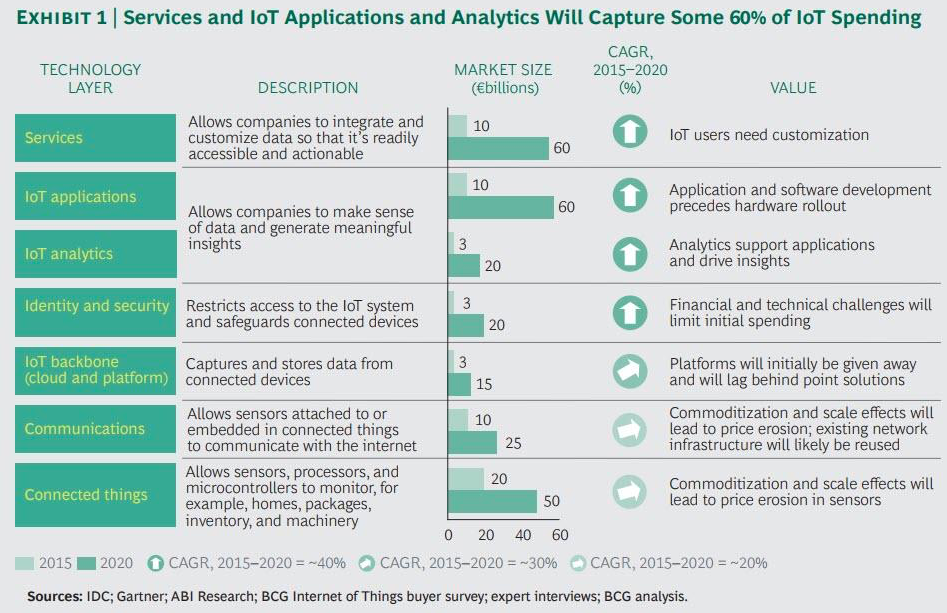 EXHIBIT 1 | Services and IoT Applications and Analytics Will Capture Some 60% of IoT Spending
TECHNOLOGY
LAYER
DESCRIPTION
MARKET SIZE
(€billions)
CAGR,
2015–2020
(%)
VALUE
Services
Allows companies to integrate and
customize data so that it's readily
accessible and actionable
10
60
IoT users need customization
IoT applications
Allows companies to make sense
of data and generate meaningful
insights
10
60
Application and software development
precedes hardware rollout
IoT analytics
3
20
Analytics support applications
and drive insights
Identity and security
Restricts access to the IoT system
and safeguards connected devices
3
20
Financial and technical challenges will
limit initial spending
IoT backbone
(cloud and platform)
Captures and stores data from
connected devices
3
15
Platforms will initially be given away
and will lag behind point solutions
Communications
Allows sensors attached to or
embedded in connected things
to communicate with the internet
10
25
Commoditization and scale effects will
lead to price erosion; existing network
infrastructure will likely be reused
Connected things
Allows sensors, processors, and
microcontrollers to monitor, for
example, homes, packages,
inventory, and machinery
20
50
Commoditization and scale effects will
lead to price erosion in sensors
0 20 40 60
2015 2020 CAGR, 2015–2020 = ~40% CAGR, 2015–2020 = ~30% CAGR, 2015–2020 = ~20%
Sources: IDC; Gartner; ABI Research; BCG Internet of Things buyer survey; expert interviews; BCG analysis.